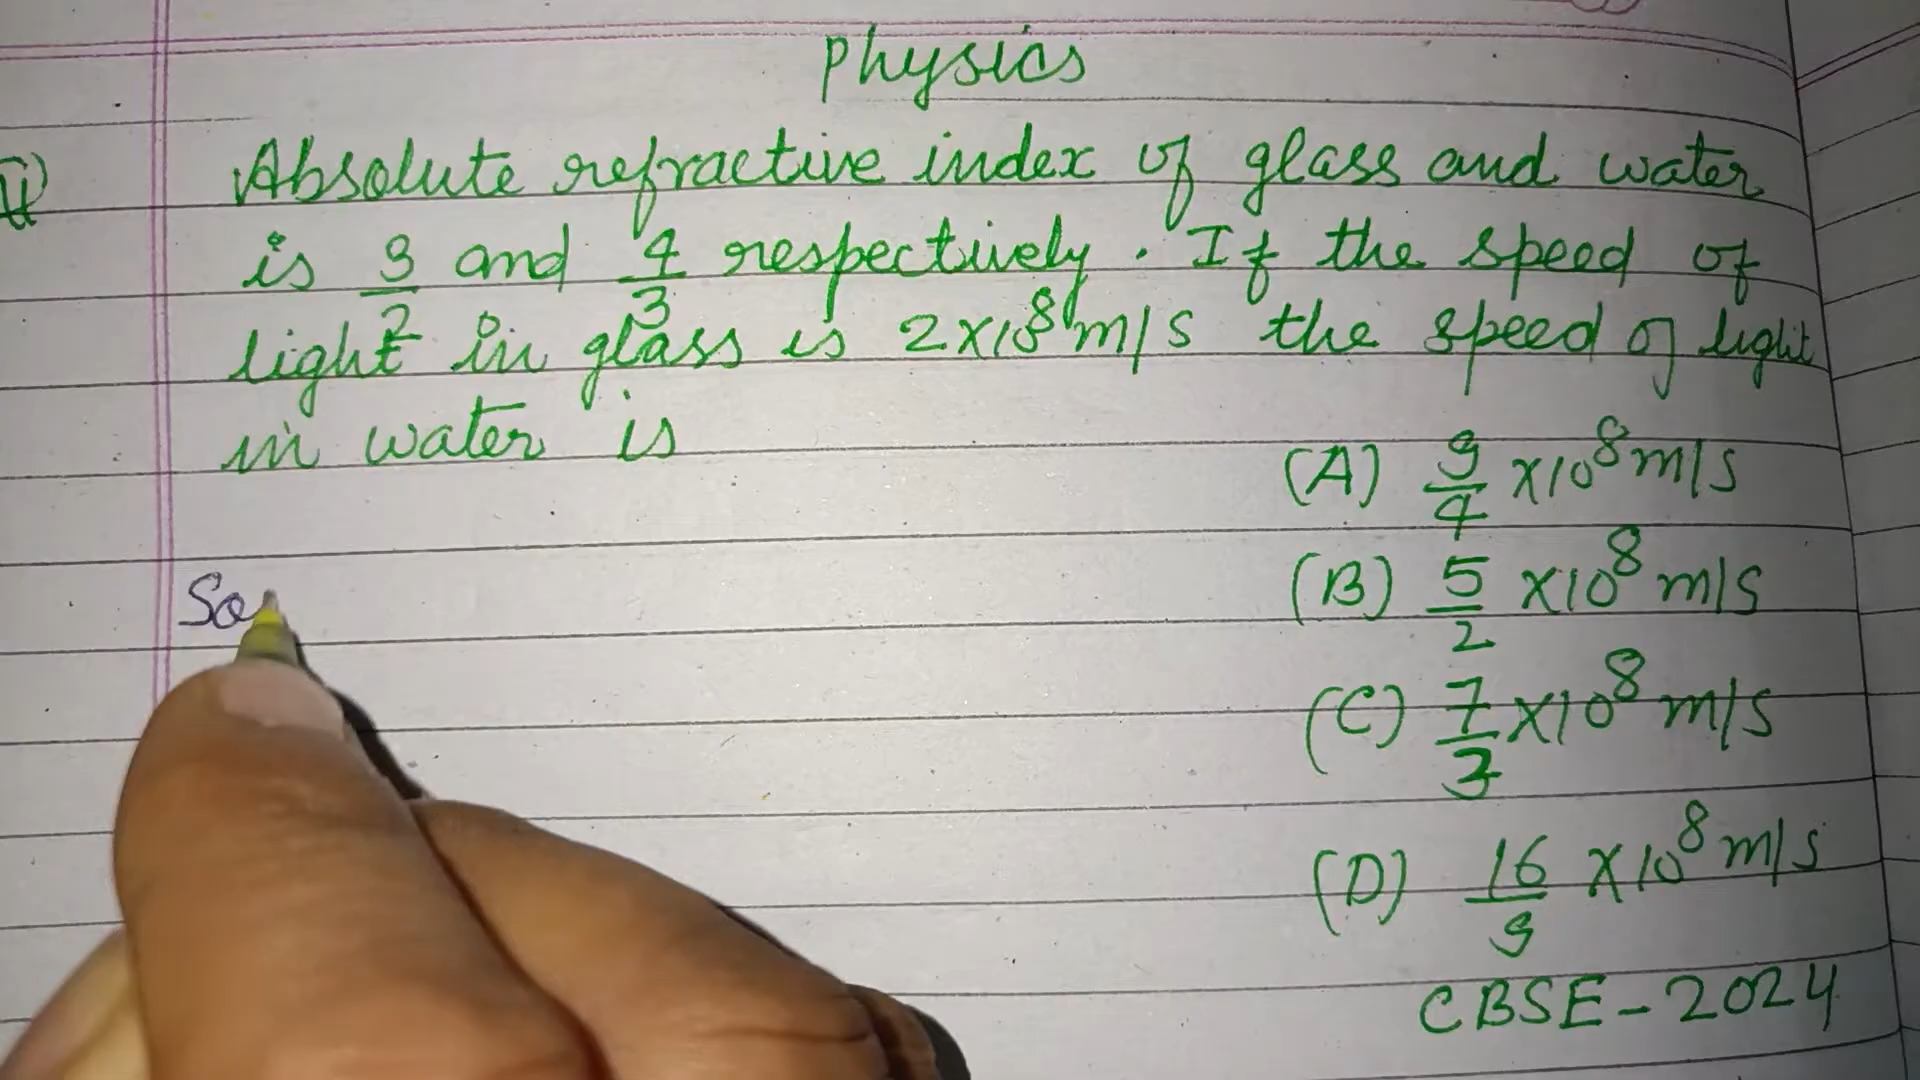 Physics
ii) Absolute refractive index of glass and water
is 3/2 and 4/3 respectively. If the speed of
light in glass is 2×10⁸ m/s the speed of light
in water is
(A) 9/4 ×10⁸ m/s
(B) 5/2 ×10⁸ m/s
(C) 7/3 ×10⁸ m/s
(D) 16/9 ×10⁸ m/s
So
CBSE-2024